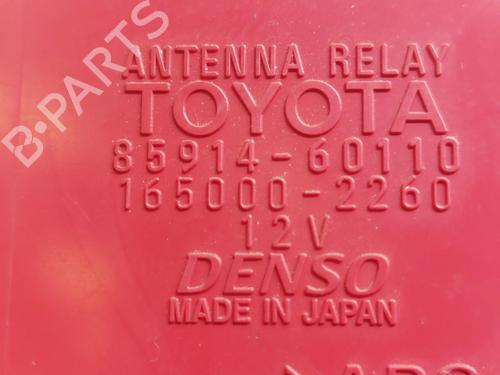 B-PARTS
ANTENNA RELAY
TOYOTA
85914-60110
165000-2260
12V
DENSO
MADE IN JAPAN